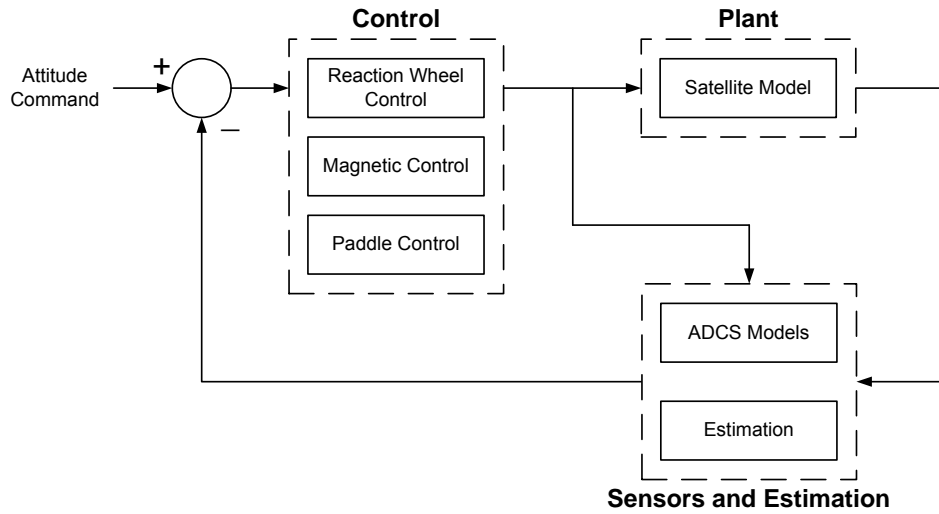 Control
Plant
Attitude
Command
+
−
Reaction Wheel
Control
Magnetic Control
Paddle Control
Satellite Model
ADCS Models
Estimation
Sensors and Estimation